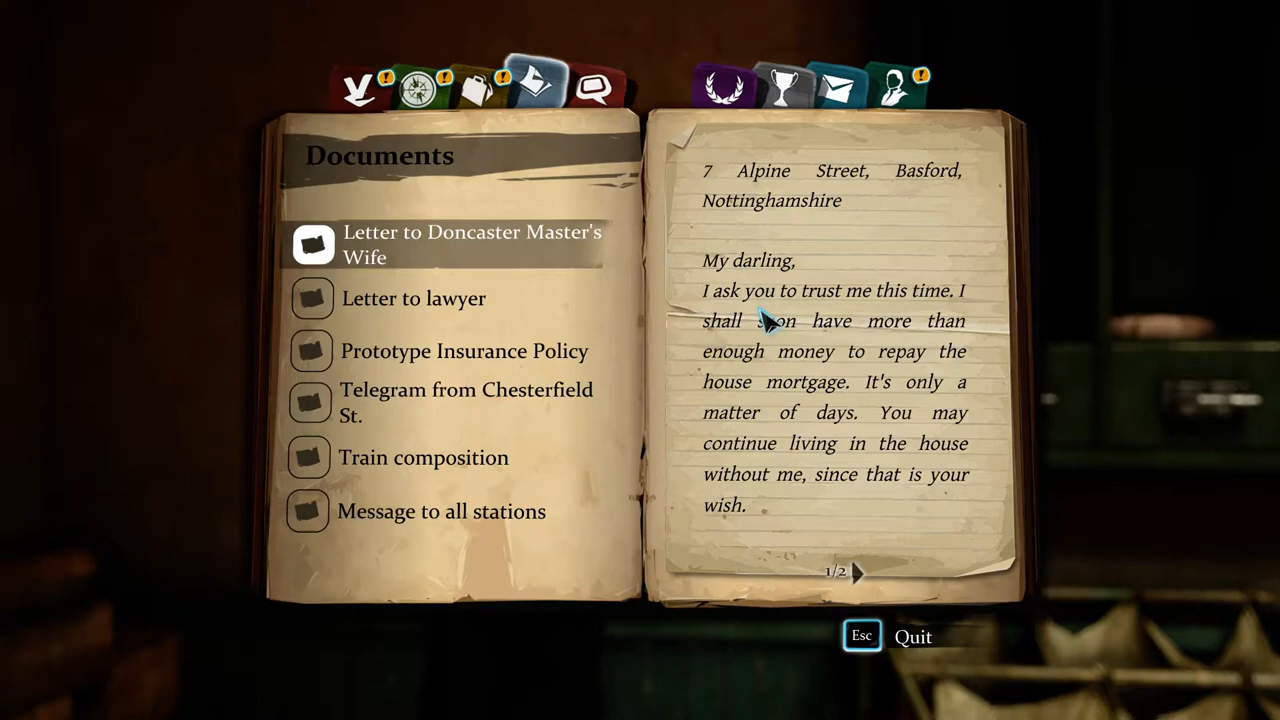 Documents
Letter to Doncaster Master's
Wife
Letter to lawyer
Prototype Insurance Policy
Telegram from Chesterfield
St.
Train composition
Message to all stations
7 Alpine Street, Basford,
Nottinghamshire
My darling,
I ask you to trust me this time. I
shall soon have more than
enough money to repay the
house mortgage. It's only a
matter of days. You may
continue living in the house
without me, since that is your
wish.
1/2
Esc Quit